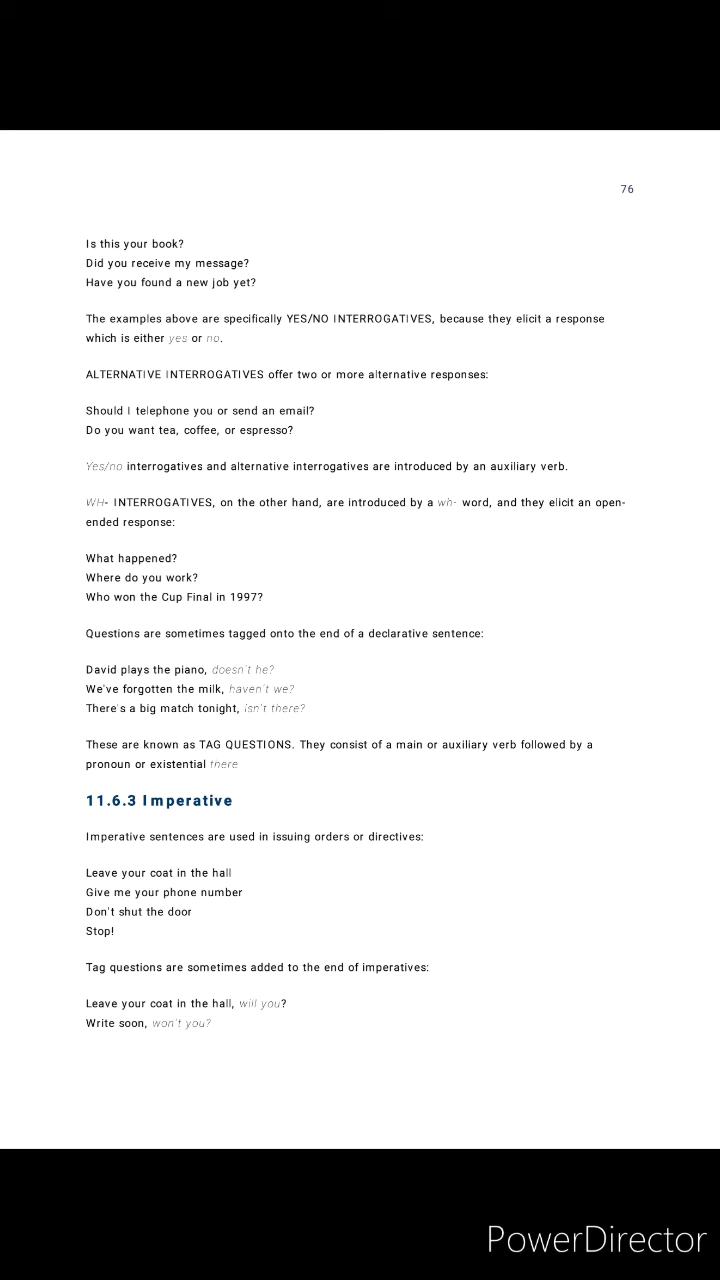 76
Is this your book?
Did you receive my message?
Have you found a new job yet?
The examples above are specifically YES/NO INTERROGATIVES, because they elicit a response
which is either yes or no.
ALTERNATIVE INTERROGATIVES offer two or more alternative responses:
Should I telephone you or send an email?
Do you want tea, coffee, or espresso?
Yes/no interrogatives and alternative interrogatives are introduced by an auxiliary verb.
WH- INTERROGATIVES, on the other hand, are introduced by a wh- word, and they elicit an open-
ended response:
What happened?
Where do you work?
Who won the Cup Final in 1997?
Questions are sometimes tagged onto the end of a declarative sentence:
David plays the piano, doesn't he?
We've forgotten the milk, haven't we?
There's a big match tonight, isn't there?
These are known as TAG QUESTIONS. They consist of a main or auxiliary verb followed by a
pronoun or existential there
11.6.3 Imperative
Imperative sentences are used in issuing orders or directives:
Leave your coat in the hall
Give me your phone number
Don't shut the door
Stop!
Tag questions are sometimes added to the end of imperatives:
Leave your coat in the hall, will you?
Write soon, won't you?
PowerDirector